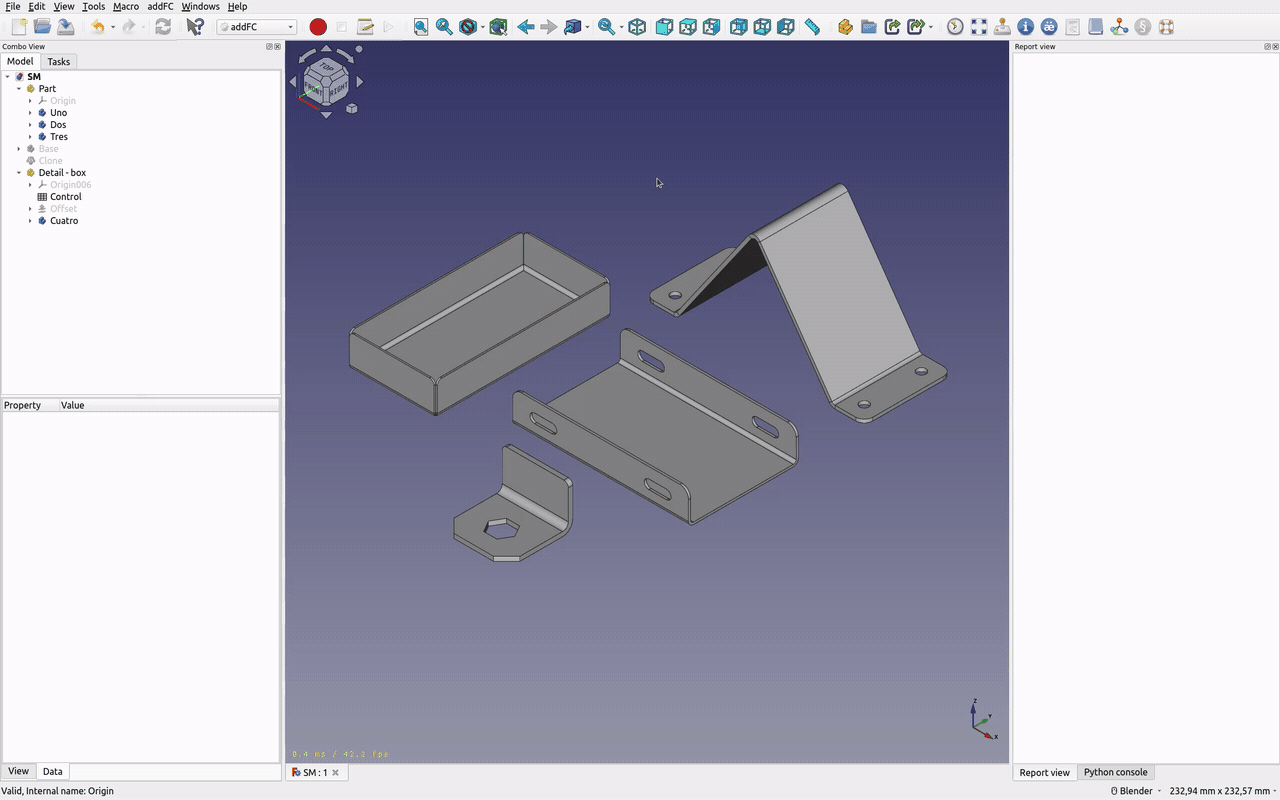 File Edit View Tools Macro addFC Windows Help
addFC
Combo View
Model Tasks
SM
Part
Origin
Uno
Dos
Tres
Base
Clone
Detail - box
Origin006
Control
Offset
Cuatro
Property Value
View Data
TOP
FRONT RIGHT
Z
Y
X
0.4 ms / 42.2 fps
SM : 1
Report view
Report view Python console
Valid, Internal name: Origin
Blender
232,94 mm x 232,57 mm